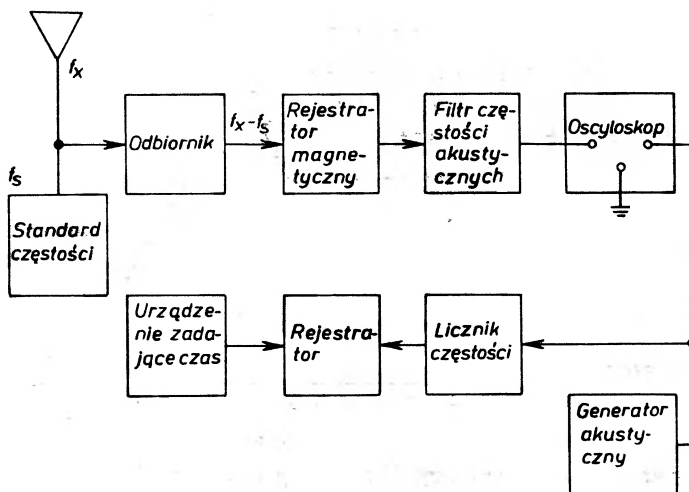 f_x
f_s
Standard
częstości
Odbiornik
f_x-f_s
Rejestra-
tor
magne-
tyczny
Filtr czę-
stości
akusty-
cznych
Oscyloskop
Urządze-
nie zada-
jące czas
Rejestra-
tor
Licznik
częstości
Generator
akusty-
czny